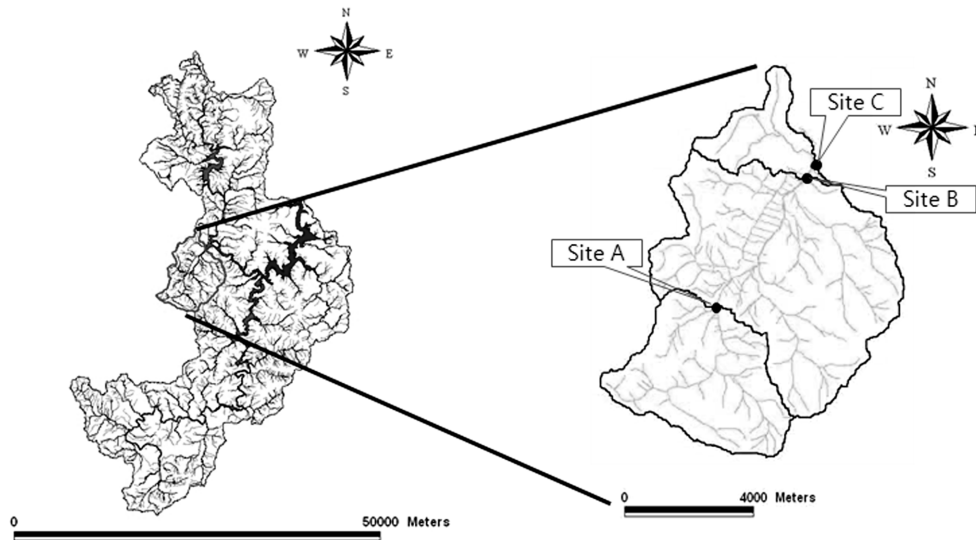 N
W E
S
Site C
N
W E
S
Site B
Site A
0 4000 Meters
0 50000 Meters